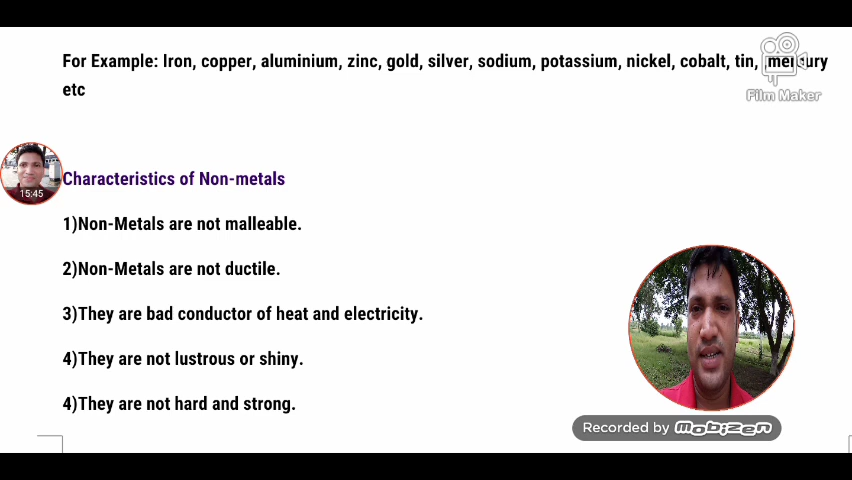 For Example: Iron, copper, aluminium, zinc, gold, silver, sodium, potassium, nickel, cobalt, tin, mercury
etc
Film Maker
15:45
Characteristics of Non-metals
1)Non-Metals are not malleable.
2)Non-Metals are not ductile.
3)They are bad conductor of heat and electricity.
4)They are not lustrous or shiny.
4)They are not hard and strong.
Recorded by mobizen